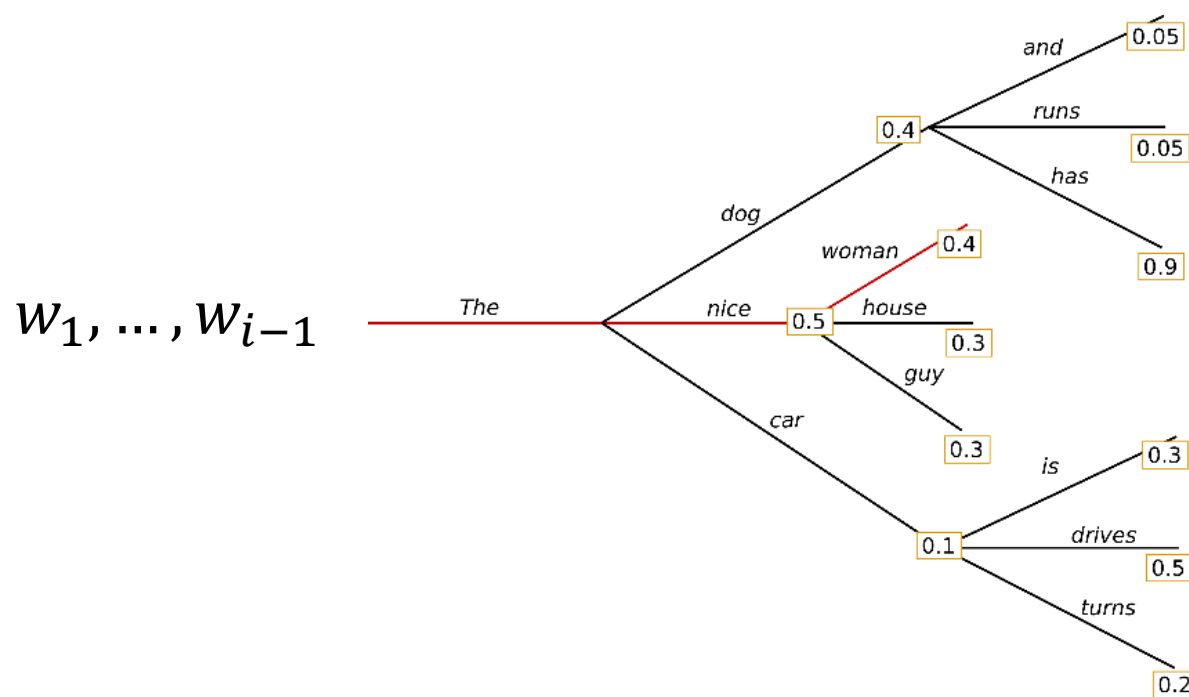 and
0.05
runs
0.4
0.05
has
dog
0.9
woman
0.4
w₁, ..., wᵢ₋₁
The
nice
0.5
house
0.3
guy
0.3
car
is
0.3
0.1
drives
0.5
turns
0.2